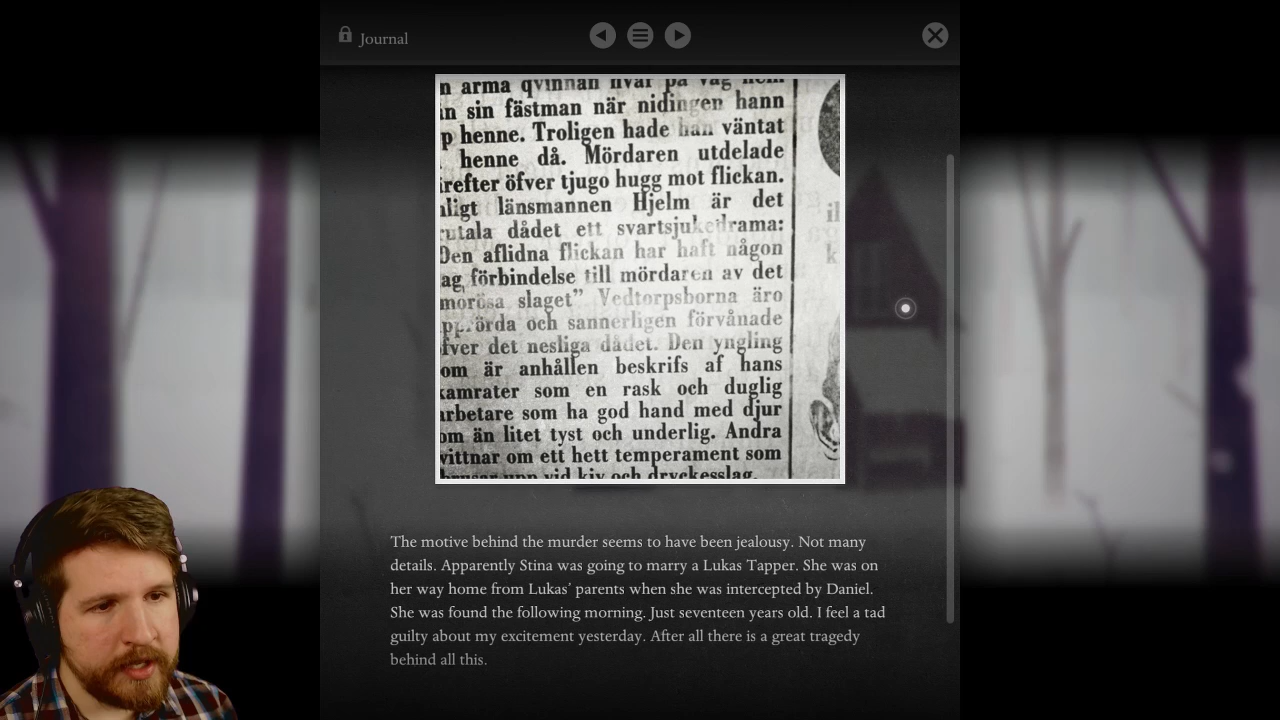 Journal
n arma qvinnan hvar på väg hem
in sin fästman när nidingen hann
p henne. Troligen hade han väntat
henne då. Mördaren utdelade
irefter öfver tjugo hugg mot flickan.
nligt länsmannen Hjelm är det
rutala dådet ett svartsjukedrama:
Den aflidna flickan har haft någon
ag förbindelse till mördaren av det
morösa slaget” Vedtorpsborna äro
pprörda och sannerligen förvånade
fver det nesliga dådet. Den yngling
om är anhållen beskrifs af hans
kamrater som en rask och duglig
arbetare som ha god hand med djur
om än litet tyst och underlig. Andra
vittnar om ett hett temperament som
vid kiv och dryckesslag.
The motive behind the murder seems to have been jealousy. Not many
details. Apparently Stina was going to marry a Lukas Tapper. She was on
her way home from Lukas´ parents when she was intercepted by Daniel.
She was found the following morning. Just seventeen years old. I feel a tad
guilty about my excitement yesterday. After all there is a great tragedy
behind all this.